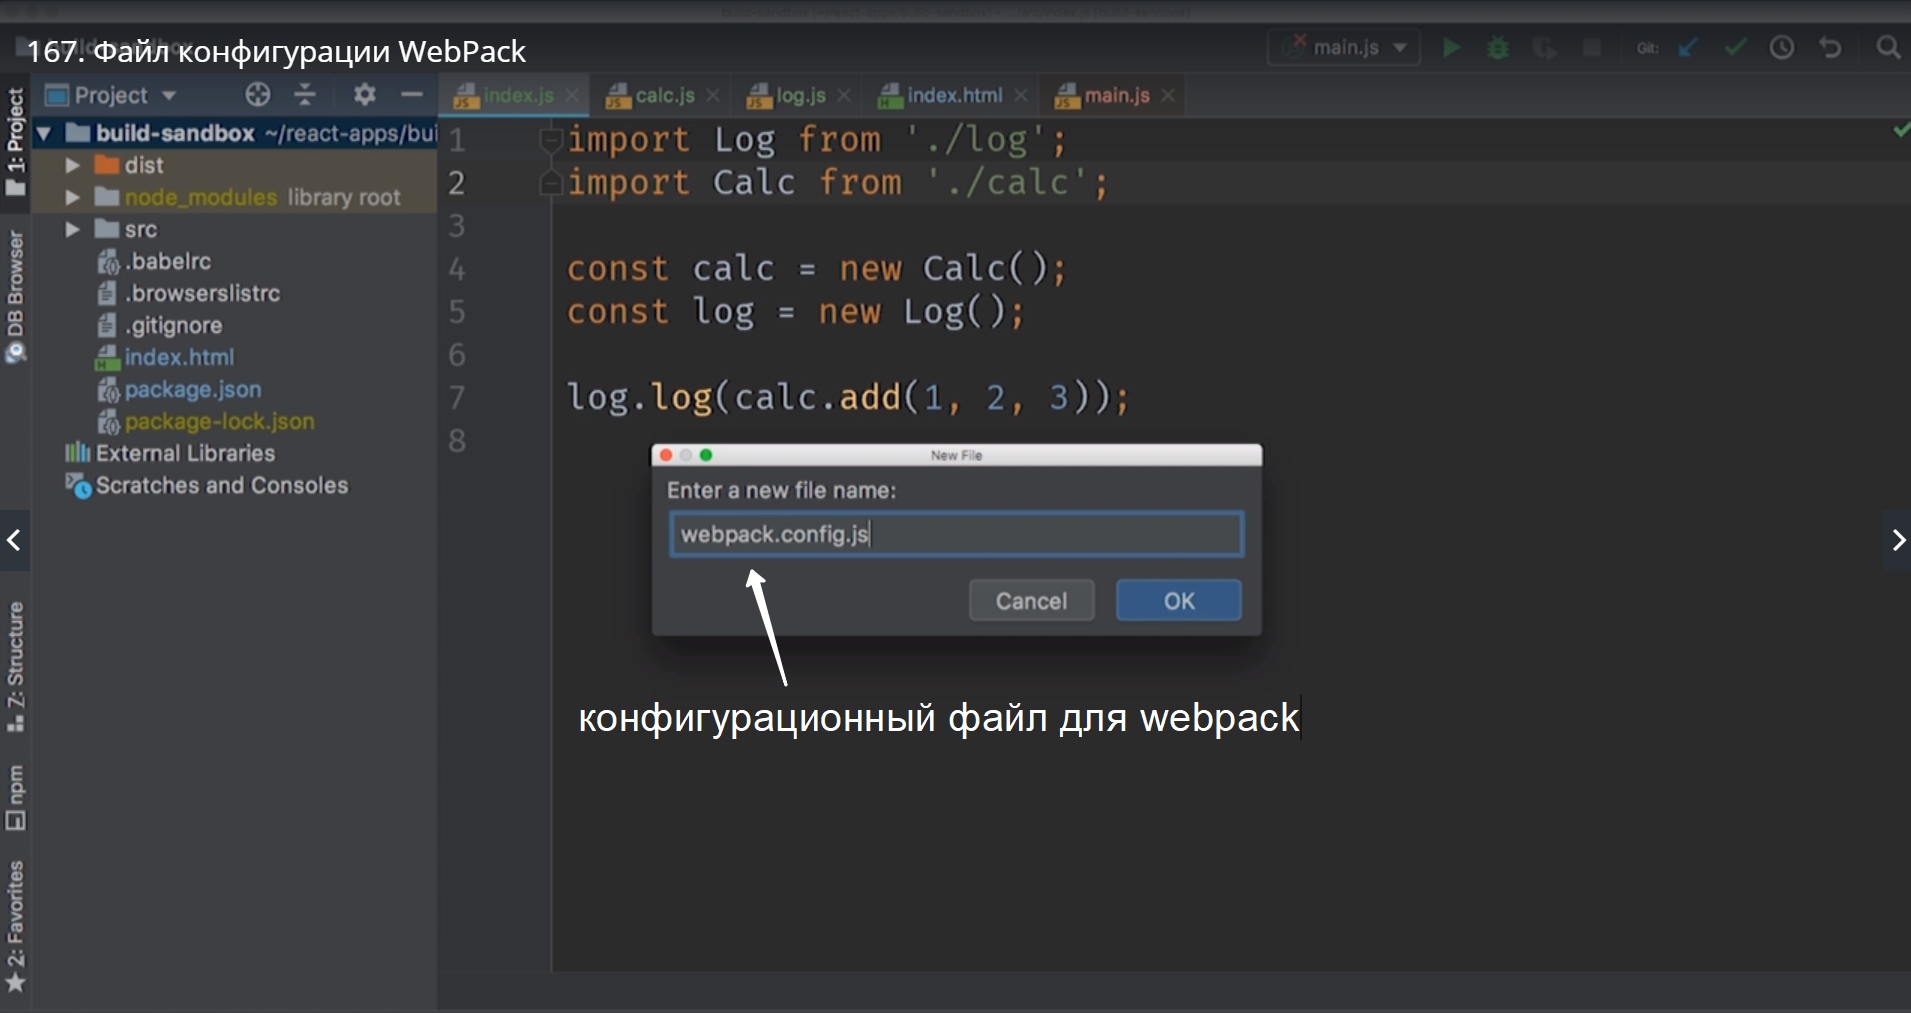 167. Файл конфигурации WebPack
main.js
Git:
1: Project
DB Browser
Z: Structure
npm
2: Favorites
Project
build-sandbox ~/react-apps/bui
dist
node_modules library root
src
.babelrc
.browserslistrc
.gitignore
index.html
package.json
package-lock.json
External Libraries
Scratches and Consoles
index.js
calc.js
log.js
index.html
main.js
1 import Log from './log';
2 import Calc from './calc';
3
4 const calc = new Calc();
5 const log = new Log();
6
7 log.log(calc.add(1, 2, 3));
8
New File
Enter a new file name:
webpack.config.js
Cancel
OK
конфигурационный файл для webpack